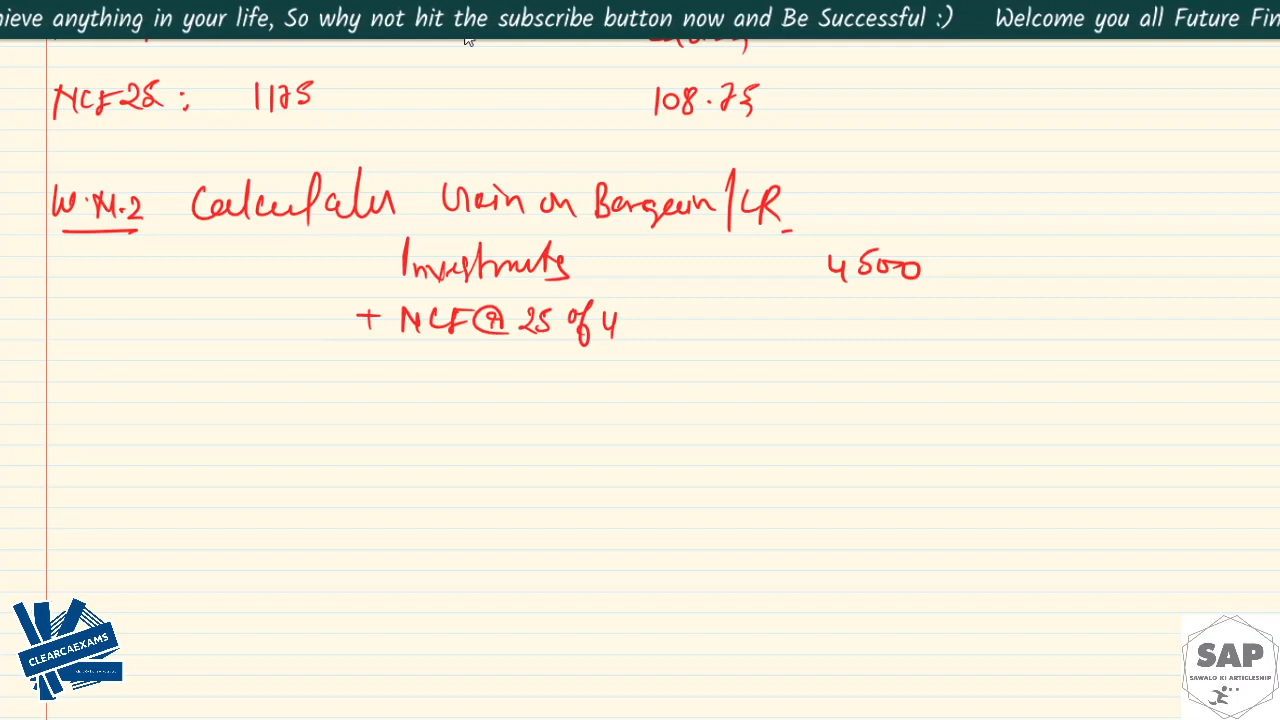 hieve anything in your life, So why not hit the subscribe button now and Be Successful :) Welcome you all Future Fin
NCF25 : 1175 108.75
W.N.2 Calculation Gain on Bargain / CR
Investments 4500
+ NCF @ 25 of 4
CLEARCAEXAMS
SAP
SAWALO KI ARTICLESHIP